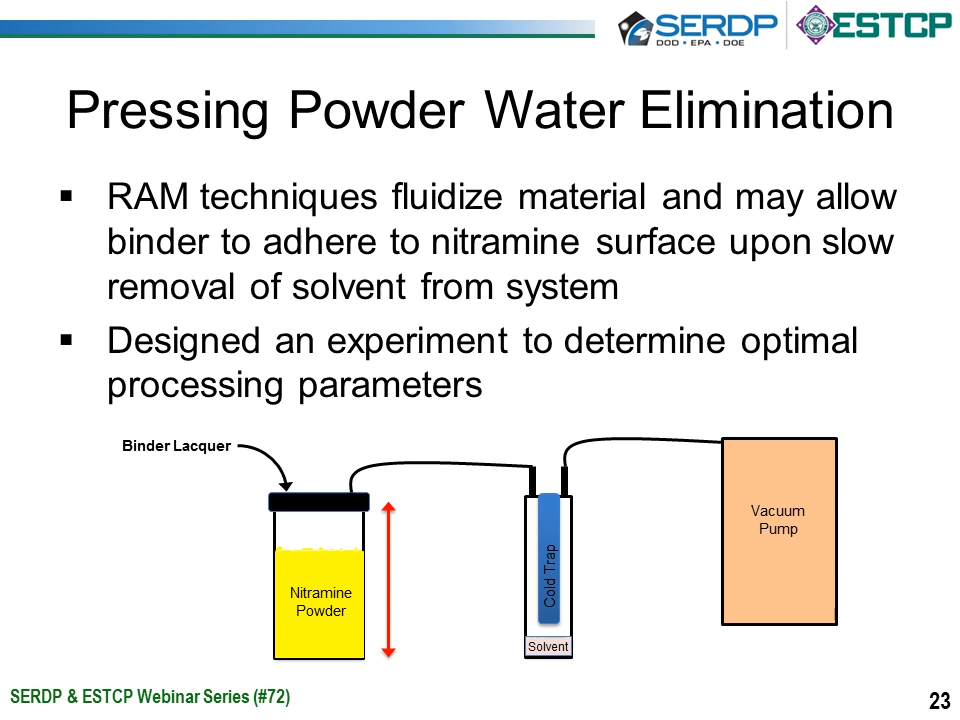 SERDP
DOD • EPA • DOE
ESTCP
Pressing Powder Water Elimination
▪ RAM techniques fluidize material and may allow
binder to adhere to nitramine surface upon slow
removal of solvent from system
▪ Designed an experiment to determine optimal
processing parameters
Binder Lacquer
Nitramine
Powder
Cold Trap
Solvent
Vacuum
Pump
SERDP & ESTCP Webinar Series (#72)
23